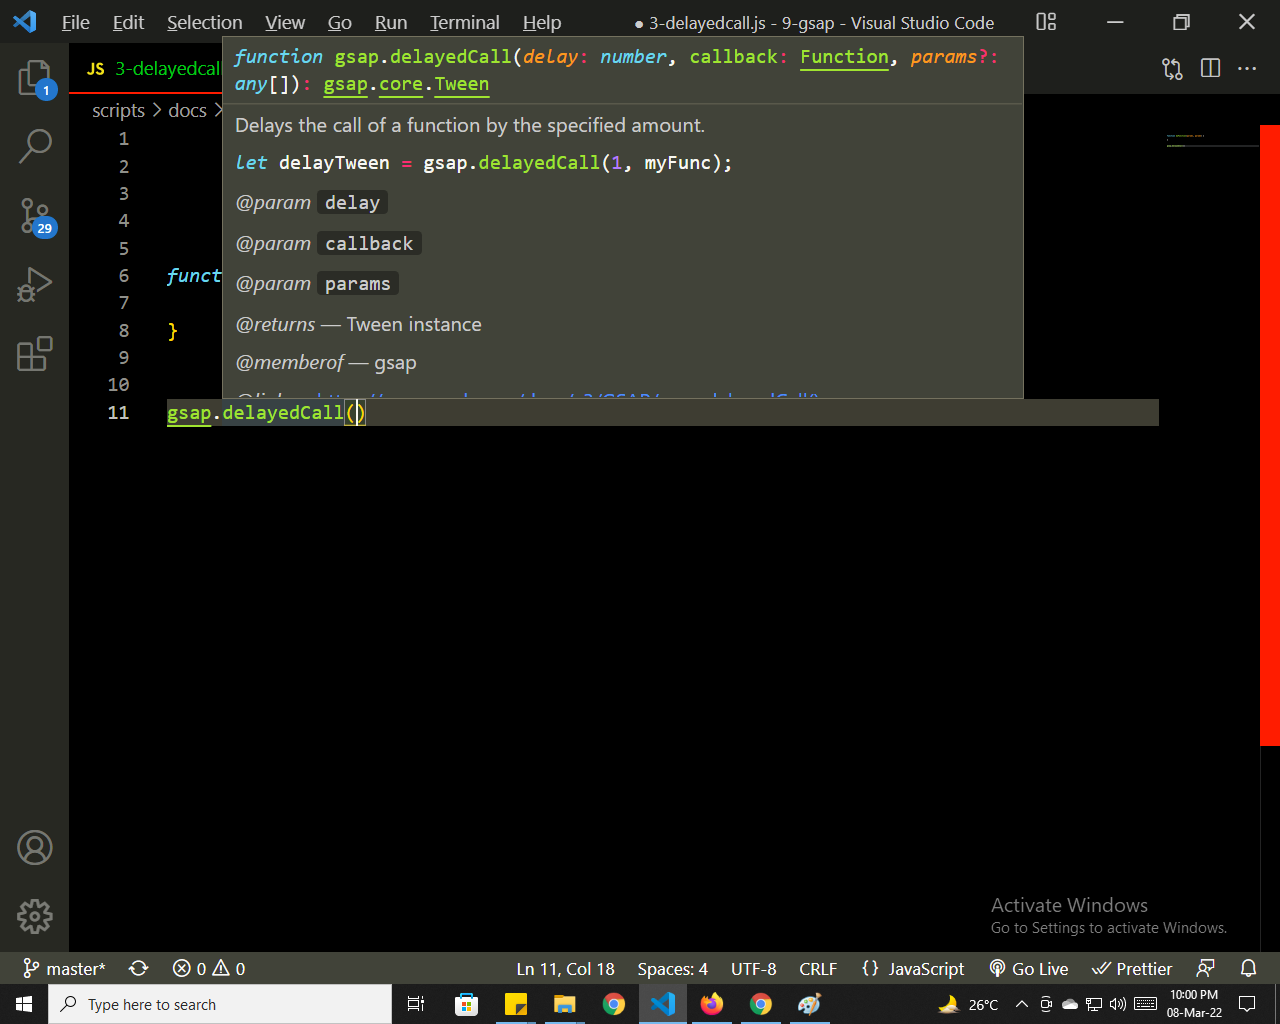 File Edit Selection View Go Run Terminal Help ● 3-delayedcall.js - 9-gsap - Visual Studio Code
JS 3-delayedcal
scripts > docs >
function gsap.delayedCall(delay: number, callback: Function, params?:
any[]): gsap.core.Tween
Delays the call of a function by the specified amount.
let delayTween = gsap.delayedCall(1, myFunc);
@param delay
@param callback
@param params
@returns — Tween instance
@memberof — gsap
1
2
3
4
5
6 funct
7
8 }
9
10
11 gsap.delayedCall()
1
29
Activate Windows
Go to Settings to activate Windows.
master* 0 0 Ln 11, Col 18 Spaces: 4 UTF-8 CRLF {} JavaScript Go Live Prettier
Type here to search 26°C 10:00 PM
08-Mar-22